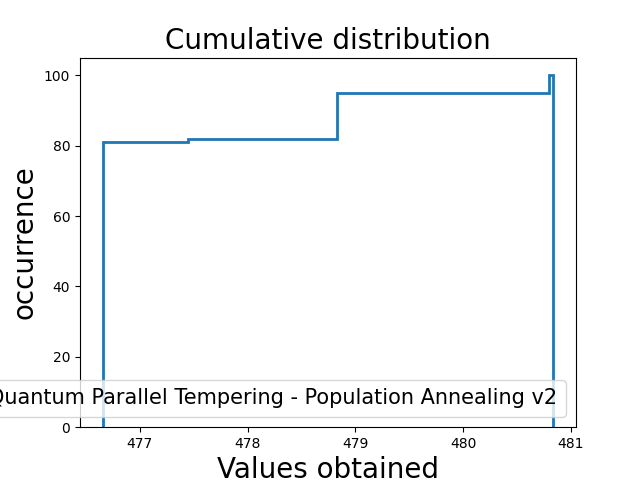 Cumulative distribution
occurrence
100
80
60
40
20
0
Quantum Parallel Tempering - Population Annealing v2
477 478 479 480 481
Values obtained